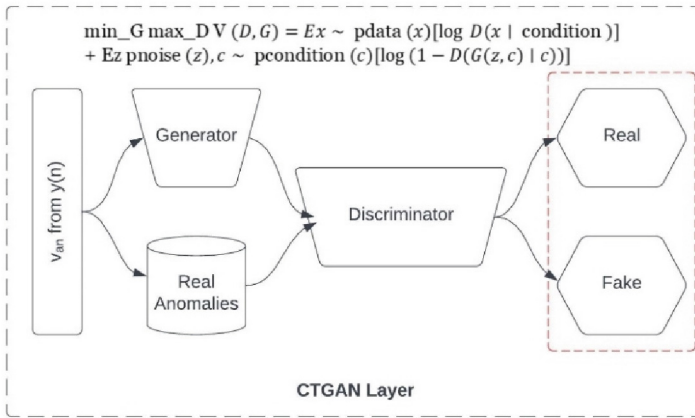 min_G max_D V (D, G) = Ex ~ pdata (x)[log D(x | condition )]
+ Ez pnoise (z), c ~ pcondition (c)[log (1 − D(G(z, c) | c))]
v_an from y(n)
Generator
Real
Anomalies
Discriminator
Real
Fake
CTGAN Layer